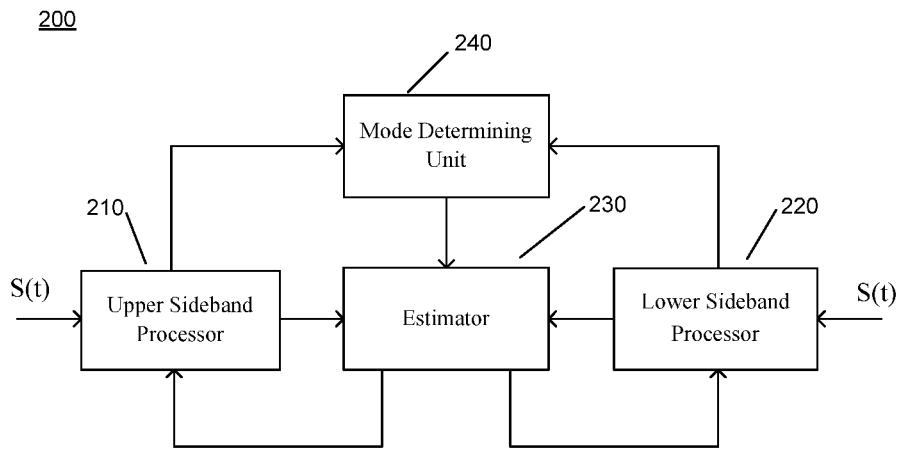 200
240
Mode Determining
Unit
210
230
220
S(t)
Upper Sideband
Processor
Estimator
Lower Sideband
Processor
S(t)